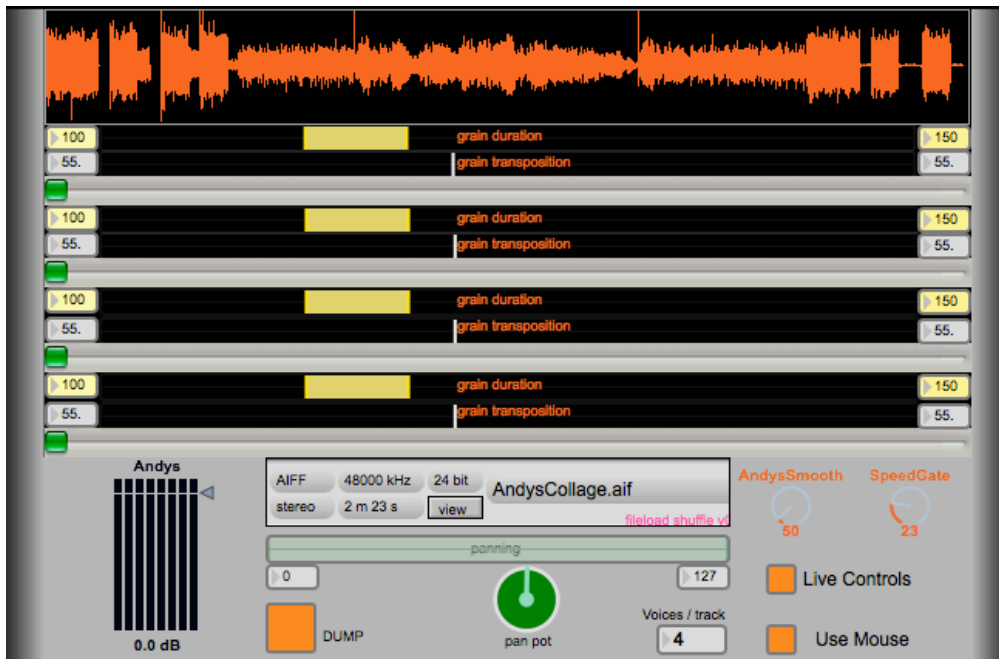 100 grain duration 150
55. grain transposition 55.
100 grain duration 150
55. grain transposition 55.
100 grain duration 150
55. grain transposition 55.
100 grain duration 150
55. grain transposition 55.
Andys
0.0 dB
AIFF 48000 kHz 24 bit AndysCollage.aif
stereo 2 m 23 s view
fileload shuffle
panning
0 127
DUMP
pan pot
Voices / track
4
AndysSmooth SpeedGate
50 23
Live Controls
Use Mouse